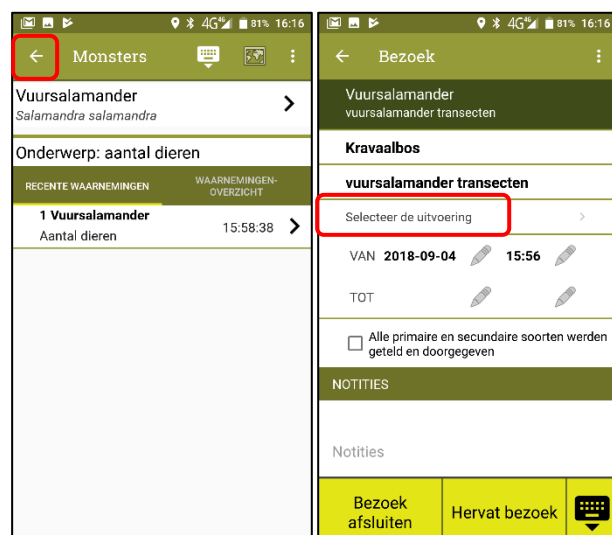 4G 81% 16:16
Monsters
Vuursalamander
Salamandra salamandra
Onderwerp: aantal dieren
RECENTE WAARNEMINGEN
WAARNEMINGEN-
OVERZICHT
1 Vuursalamander
Aantal dieren
15:58:38
4G 81% 16:16
Bezoek
Vuursalamander
vuursalamander transecten
Kravaalbos
vuursalamander transecten
Selecteer de uitvoering
VAN 2018-09-04 15:56
TOT
Alle primaire en secundaire soorten werden
geteld en doorgegeven
NOTITIES
Notities
Bezoek
afsluiten
Hervat bezoek